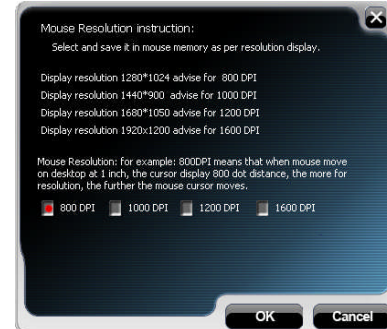 Mouse Resolution instruction:
Select and save it in mouse memory as per resolution display.
Display resolution 1280*1024 advise for 800 DPI
Display resolution 1440*900 advise for 1000 DPI
Display resolution 1680*1050 advise for 1200 DPI
Display resolution 1920x1200 advise for 1600 DPI
Mouse Resolution: for example: 800DPI means that when mouse move
on desktop at 1 inch, the cursor display 800 dot distance, the more for
resolution, the further the mouse cursor moves.
800 DPI 1000 DPI 1200 DPI 1600 DPI
OK Cancel